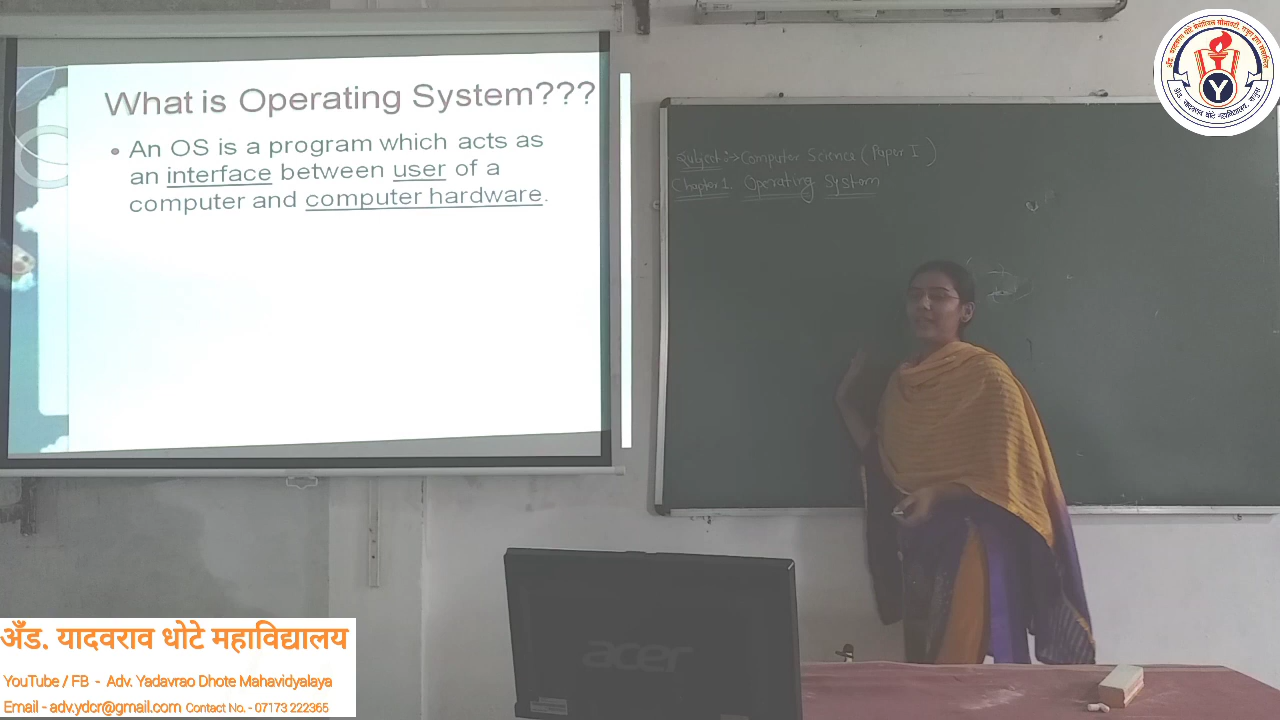 What is Operating System???
• An OS is a program which acts as
an interface between user of a
computer and computer hardware.
Subject :-> Computer Science (Paper I)
Chapter 1. Operating System
acer
Y
अँड. यादवराव धोटे महाविद्यालय
YouTube / FB - Adv. Yadavrao Dhote Mahavidyalaya
Email - adv.ydcr@gmail.com Contact No. - 07173 222365